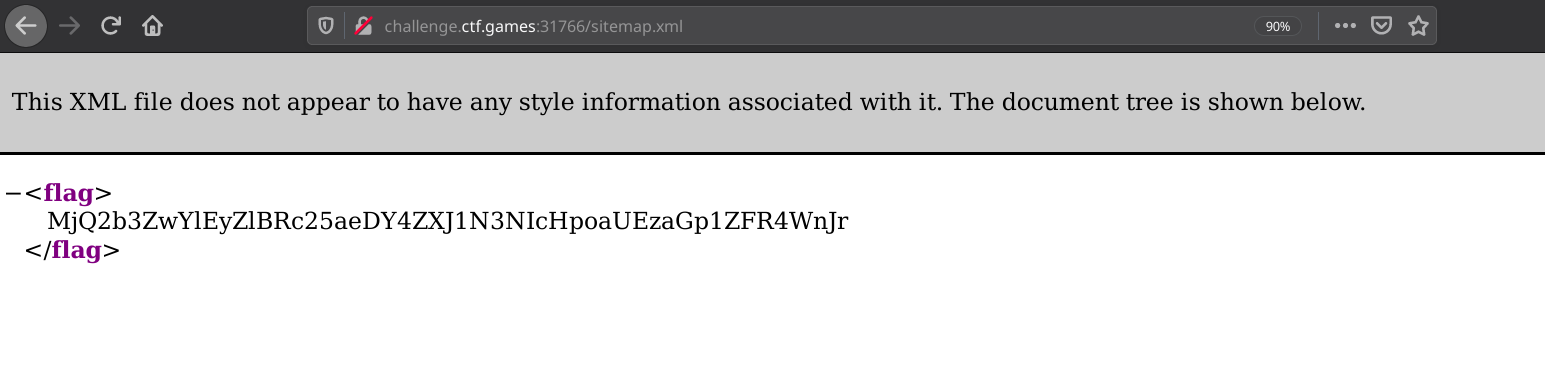 challenge.ctf.games:31766/sitemap.xml 90%
This XML file does not appear to have any style information associated with it. The document tree is shown below.
−<flag>
MjQ2b3ZwYlEyZlBRc25aeDY4ZXJ1N3NIcHpoaUEzaGp1ZFR4WnJr
</flag>